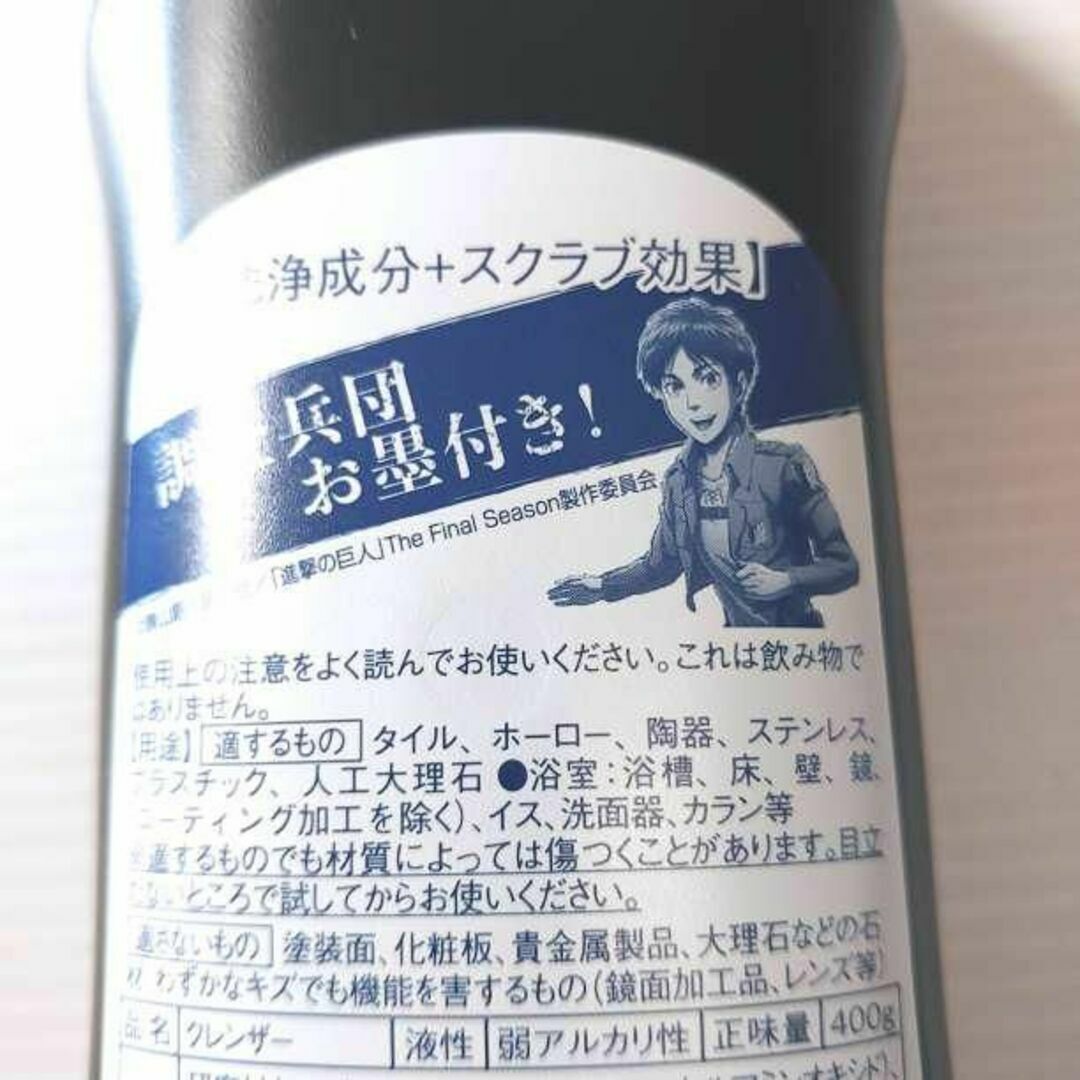 浄成分+スクラブ効果】
兵団
お墨付き!
「進撃の巨人」The Final Season製作委員会
使用上の注意をよく読んでお使いください。これは飲み物で
はありません。
【用途】 適するもの タイル、ホーロー、陶器、ステンレス、
プラスチック、人工大理石 ●浴室:浴槽、床、壁、鏡、
コーティング加工を除く)、イス、洗面器、カラン等
適するものでも材質によっては傷つくことがあります。目立
たないところで試してからお使いください。
適さないもの 塗装面、化粧板、貴金属製品、大理石などの石
わずかなキズでも機能を害するもの(鏡面加工品、レンズ等)
品名 クレンザー 液性 弱アルカリ性 正味量 400g